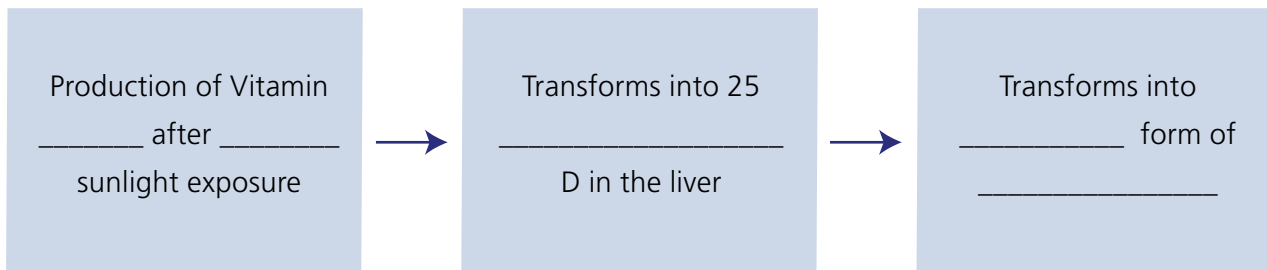 Production of Vitamin
_______ after ________
sunlight exposure
Transforms into 25
___________________
D in the liver
Transforms into
___________ form of
________________